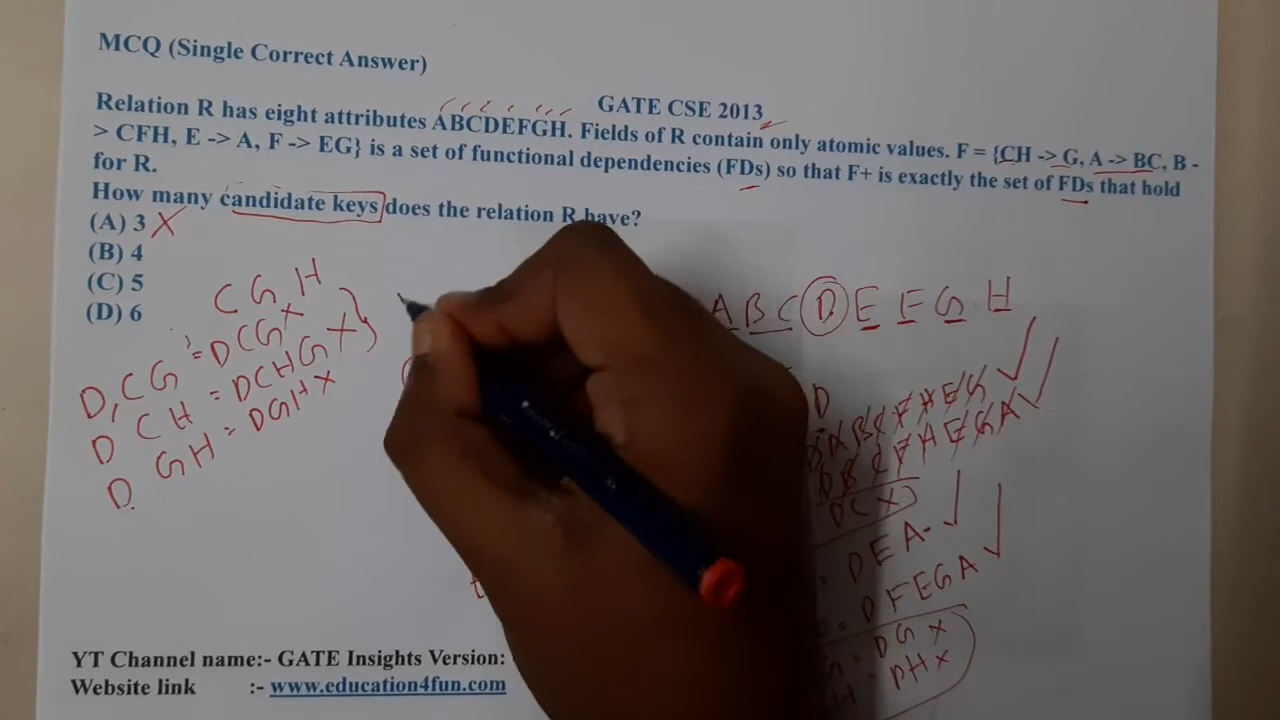 MCQ (Single Correct Answer)
GATE CSE 2013
Relation R has eight attributes ABCDEFGH. Fields of R contain only atomic values. F = {CH -> G, A -> BC, B -
> CFH, E -> A, F -> EG} is a set of functional dependencies (FDs) so that F+ is exactly the set of FDs that hold
for R.
How many candidate keys does the relation R have?
(A) 3 X
(B) 4
(C) 5
(D) 6
C G H
D, C G = D C G X
D C H = D C H G X
D. G H = D G H X
A B C D E F G H
D
D A B C F H E G
D B C F H E G A
D C X
D E A
D F E G A
D G X
D H X
YT Channel name:- GATE Insights Version:
Website link :- www.education4fun.com